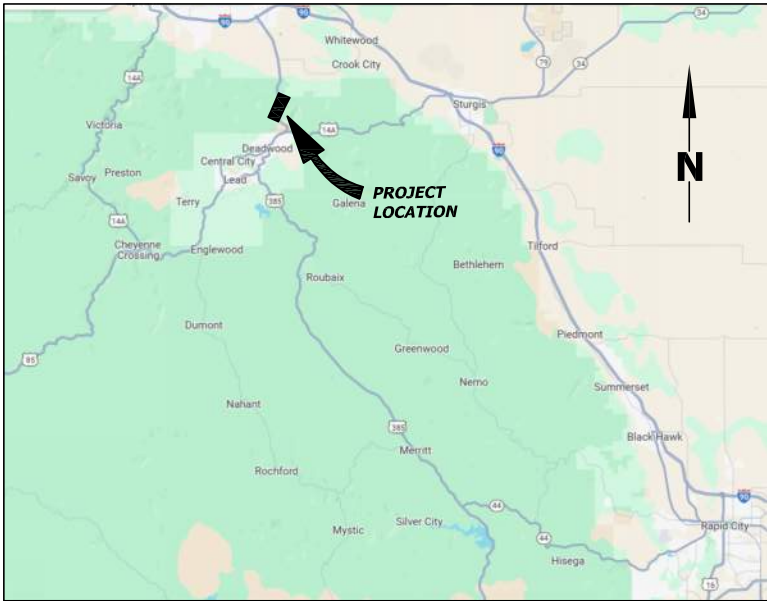 90
90
34
Whitewood
Crook City
79
34
14A
Sturgis
Victoria
14A
90
Deadwood
Central City
Lead
Savoy
Preston
PROJECT
LOCATION
N
Terry
385
Galena
14A
Cheyenne
Crossing
Englewood
Tilford
Bethlehem
Roubaix
Dumont
Piedmont
85
Greenwood
Nemo
Summerset
Nahant
385
Black Hawk
Merritt
Rochford
90
44
Mystic
Silver City
Rapid City
44
Hisega
16